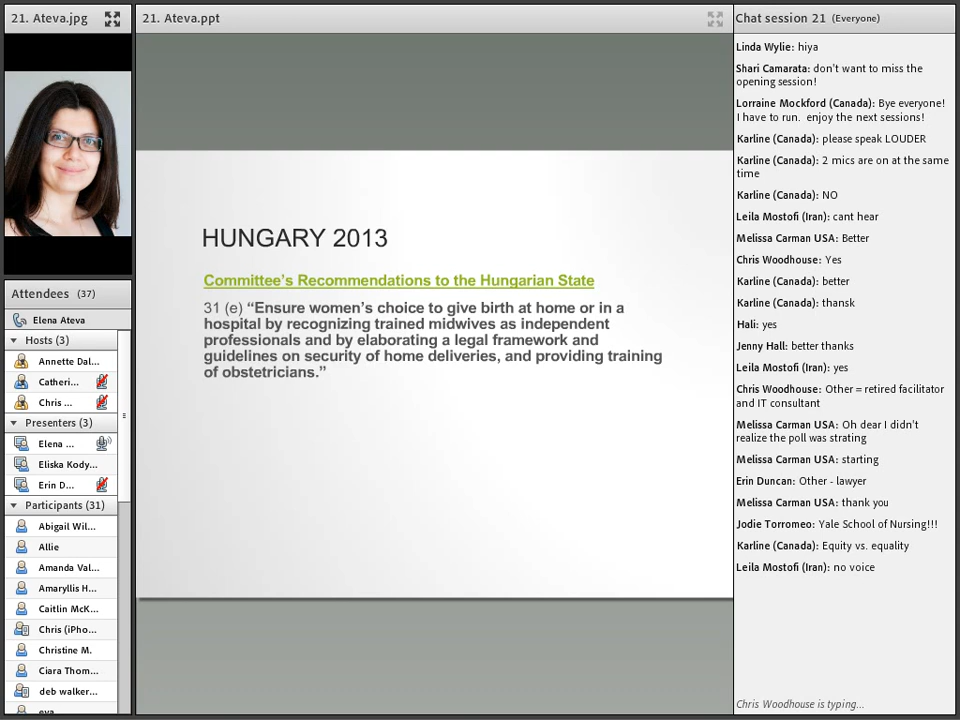 21. Ateva.jpg
Attendees (37)
Elena Ateva
Hosts (3)
Annette Dal...
Catheri...
Chris ...
Presenters (3)
Elena ...
Eliska Kody...
Erin D...
Participants (31)
Abigail Wil...
Allie
Amanda Val...
Amaryllis H...
Caitlin McK...
Chris (iPho...
Christine M.
Ciara Thom...
deb walker...
eva
21. Ateva.ppt
HUNGARY 2013
Committee's Recommendations to the Hungarian State
31 (e) “Ensure women's choice to give birth at home or in a
hospital by recognizing trained midwives as independent
professionals and by elaborating a legal framework and
guidelines on security of home deliveries, and providing training
of obstetricians.”
Chat session 21 (Everyone)
Linda Wylie: hiya
Shari Camarata: don't want to miss the
opening session!
Lorraine Mockford (Canada): Bye everyone!
I have to run. enjoy the next sessions!
Karline (Canada): please speak LOUDER
Karline (Canada): 2 mics are on at the same
time
Karline (Canada): NO
Leila Mostofi (Iran): cant hear
Melissa Carman USA: Better
Chris Woodhouse: Yes
Karline (Canada): better
Karline (Canada): thansk
Hali: yes
Jenny Hall: better thanks
Leila Mostofi (Iran): yes
Chris Woodhouse: Other = retired facilitator
and IT consultant
Melissa Carman USA: Oh dear I didn't
realize the poll was strating
Melissa Carman USA: starting
Erin Duncan: Other - lawyer
Melissa Carman USA: thank you
Jodie Torromeo: Yale School of Nursing!!!
Karline (Canada): Equity vs. equality
Leila Mostofi (Iran): no voice
Chris Woodhouse is typing...